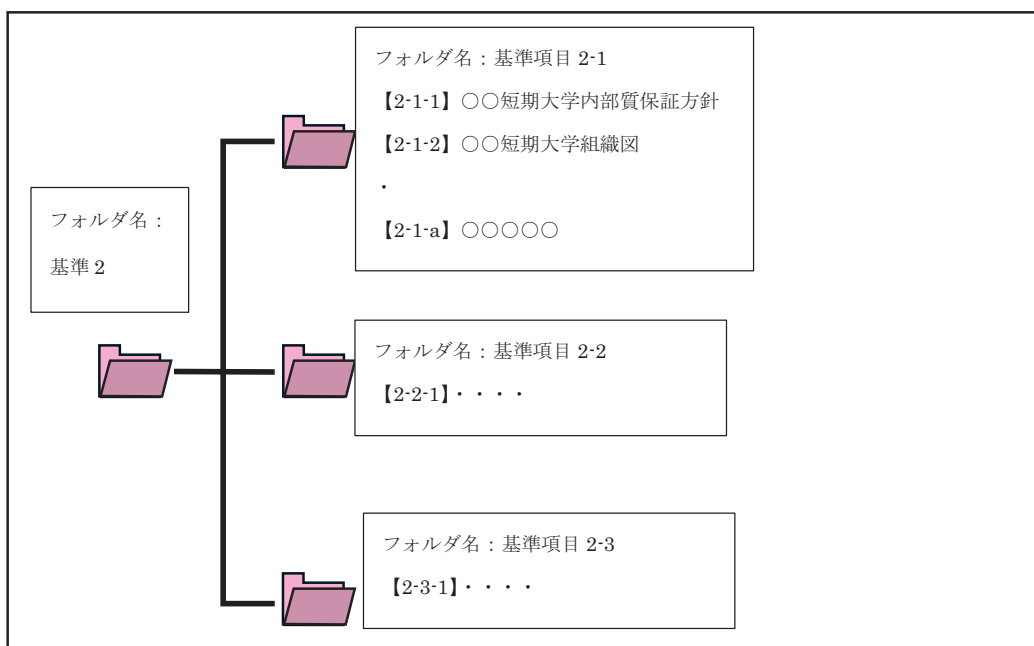 フォルダ名：基準項目 2-1
【2-1-1】○○短期大学内部質保証方針
【2-1-2】○○短期大学組織図
・
【2-1-a】○○○○○
フォルダ名：
基準 2
フォルダ名：基準項目 2-2
【2-2-1】・・・・
フォルダ名：基準項目 2-3
【2-3-1】・・・・